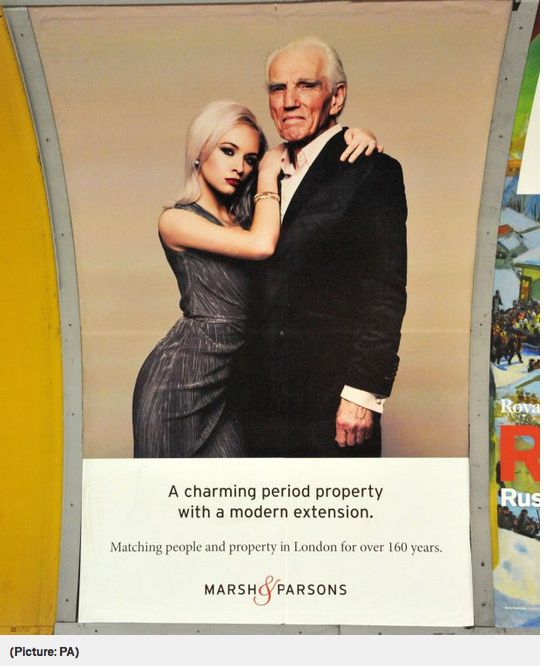 A charming period property
with a modern extension.
Matching people and property in London for over 160 years.
MARSH & PARSONS
Roya
R
Rus
(Picture: PA)